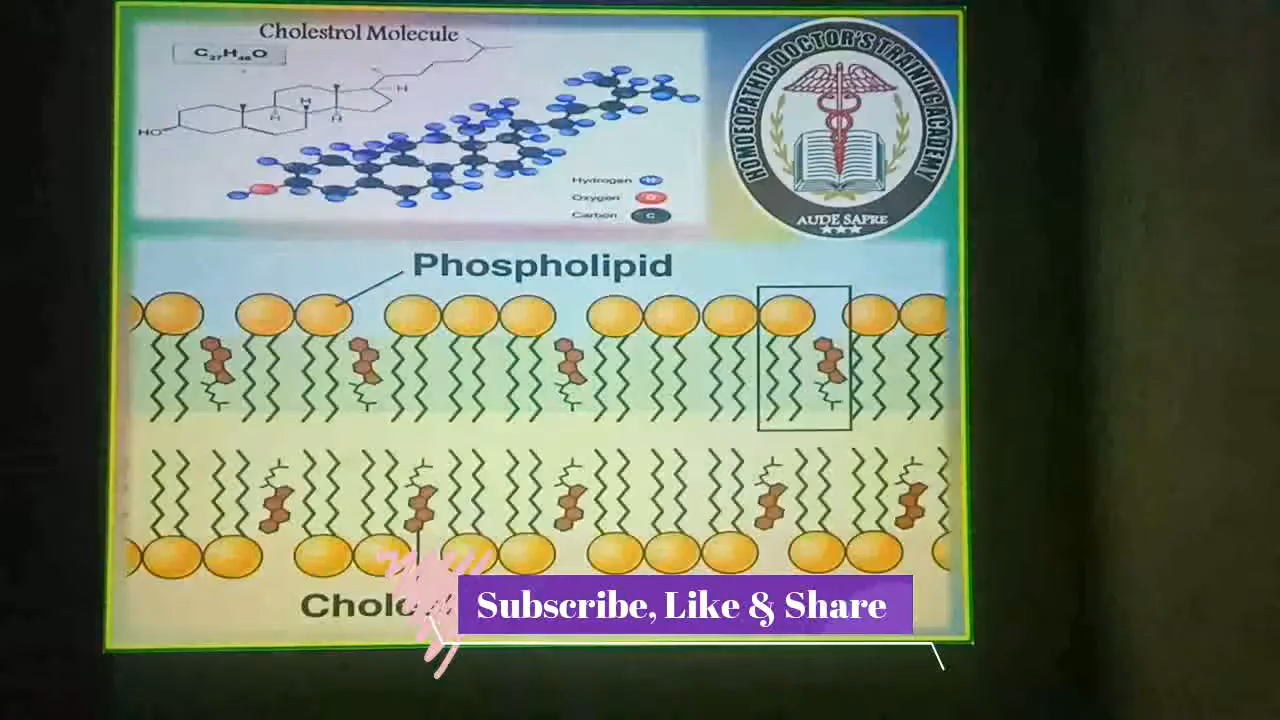 Cholestrol Molecule
C₂₇H₄₆O
H
H
H
H
HO
Hydrogen H
Oxygen O
Carbon C
HOMOEOPATHIC DOCTOR'S TRAINING ACADEMY
AUDE SAPRE
Phospholipid
Subscribe, Like & Share